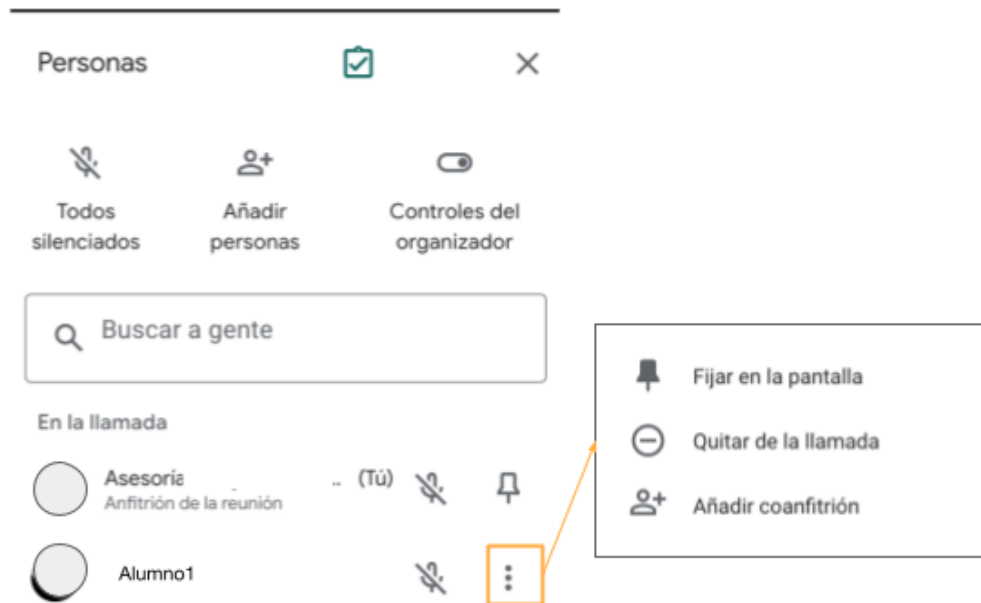 Personas
Todos
silenciados
Añadir
personas
Controles del
organizador
Buscar a gente
En la llamada
Asesoría
(Tú)
Anfitrión de la reunión
Alumno1
Fijar en la pantalla
Quitar de la llamada
Añadir coanfitrión